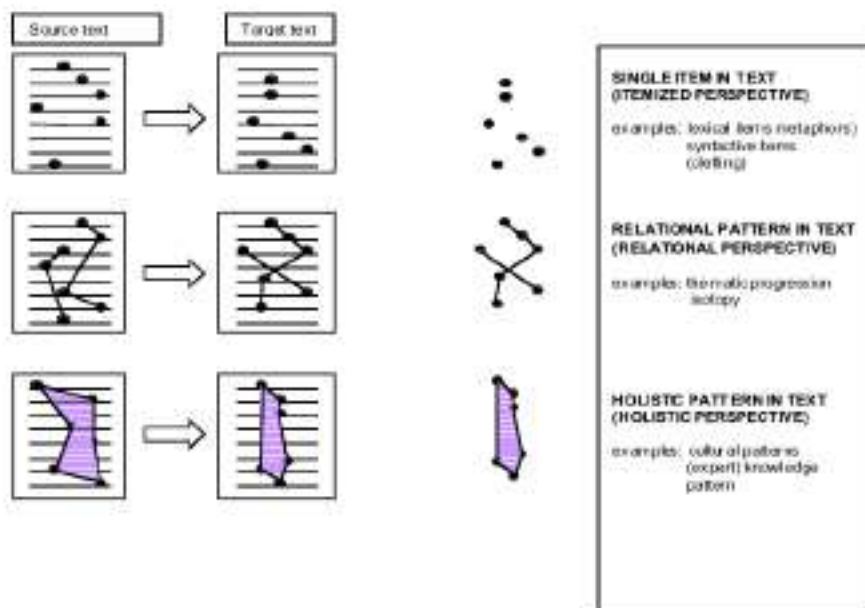 Source text
Target text
SINGLE ITEM IN TEXT
(ITEMIZED PERSPECTIVE)
examples: lexical items metaphors)
syntactive items
(clefting)
RELATIONAL PATTERN IN TEXT
(RELATIONAL PERSPECTIVE)
examples: thematic progression
isotopy
HOLISTIC PATTERN IN TEXT
(HOLISTIC PERSPECTIVE)
examples: cultural patterns
(expert) knowledge
pattern